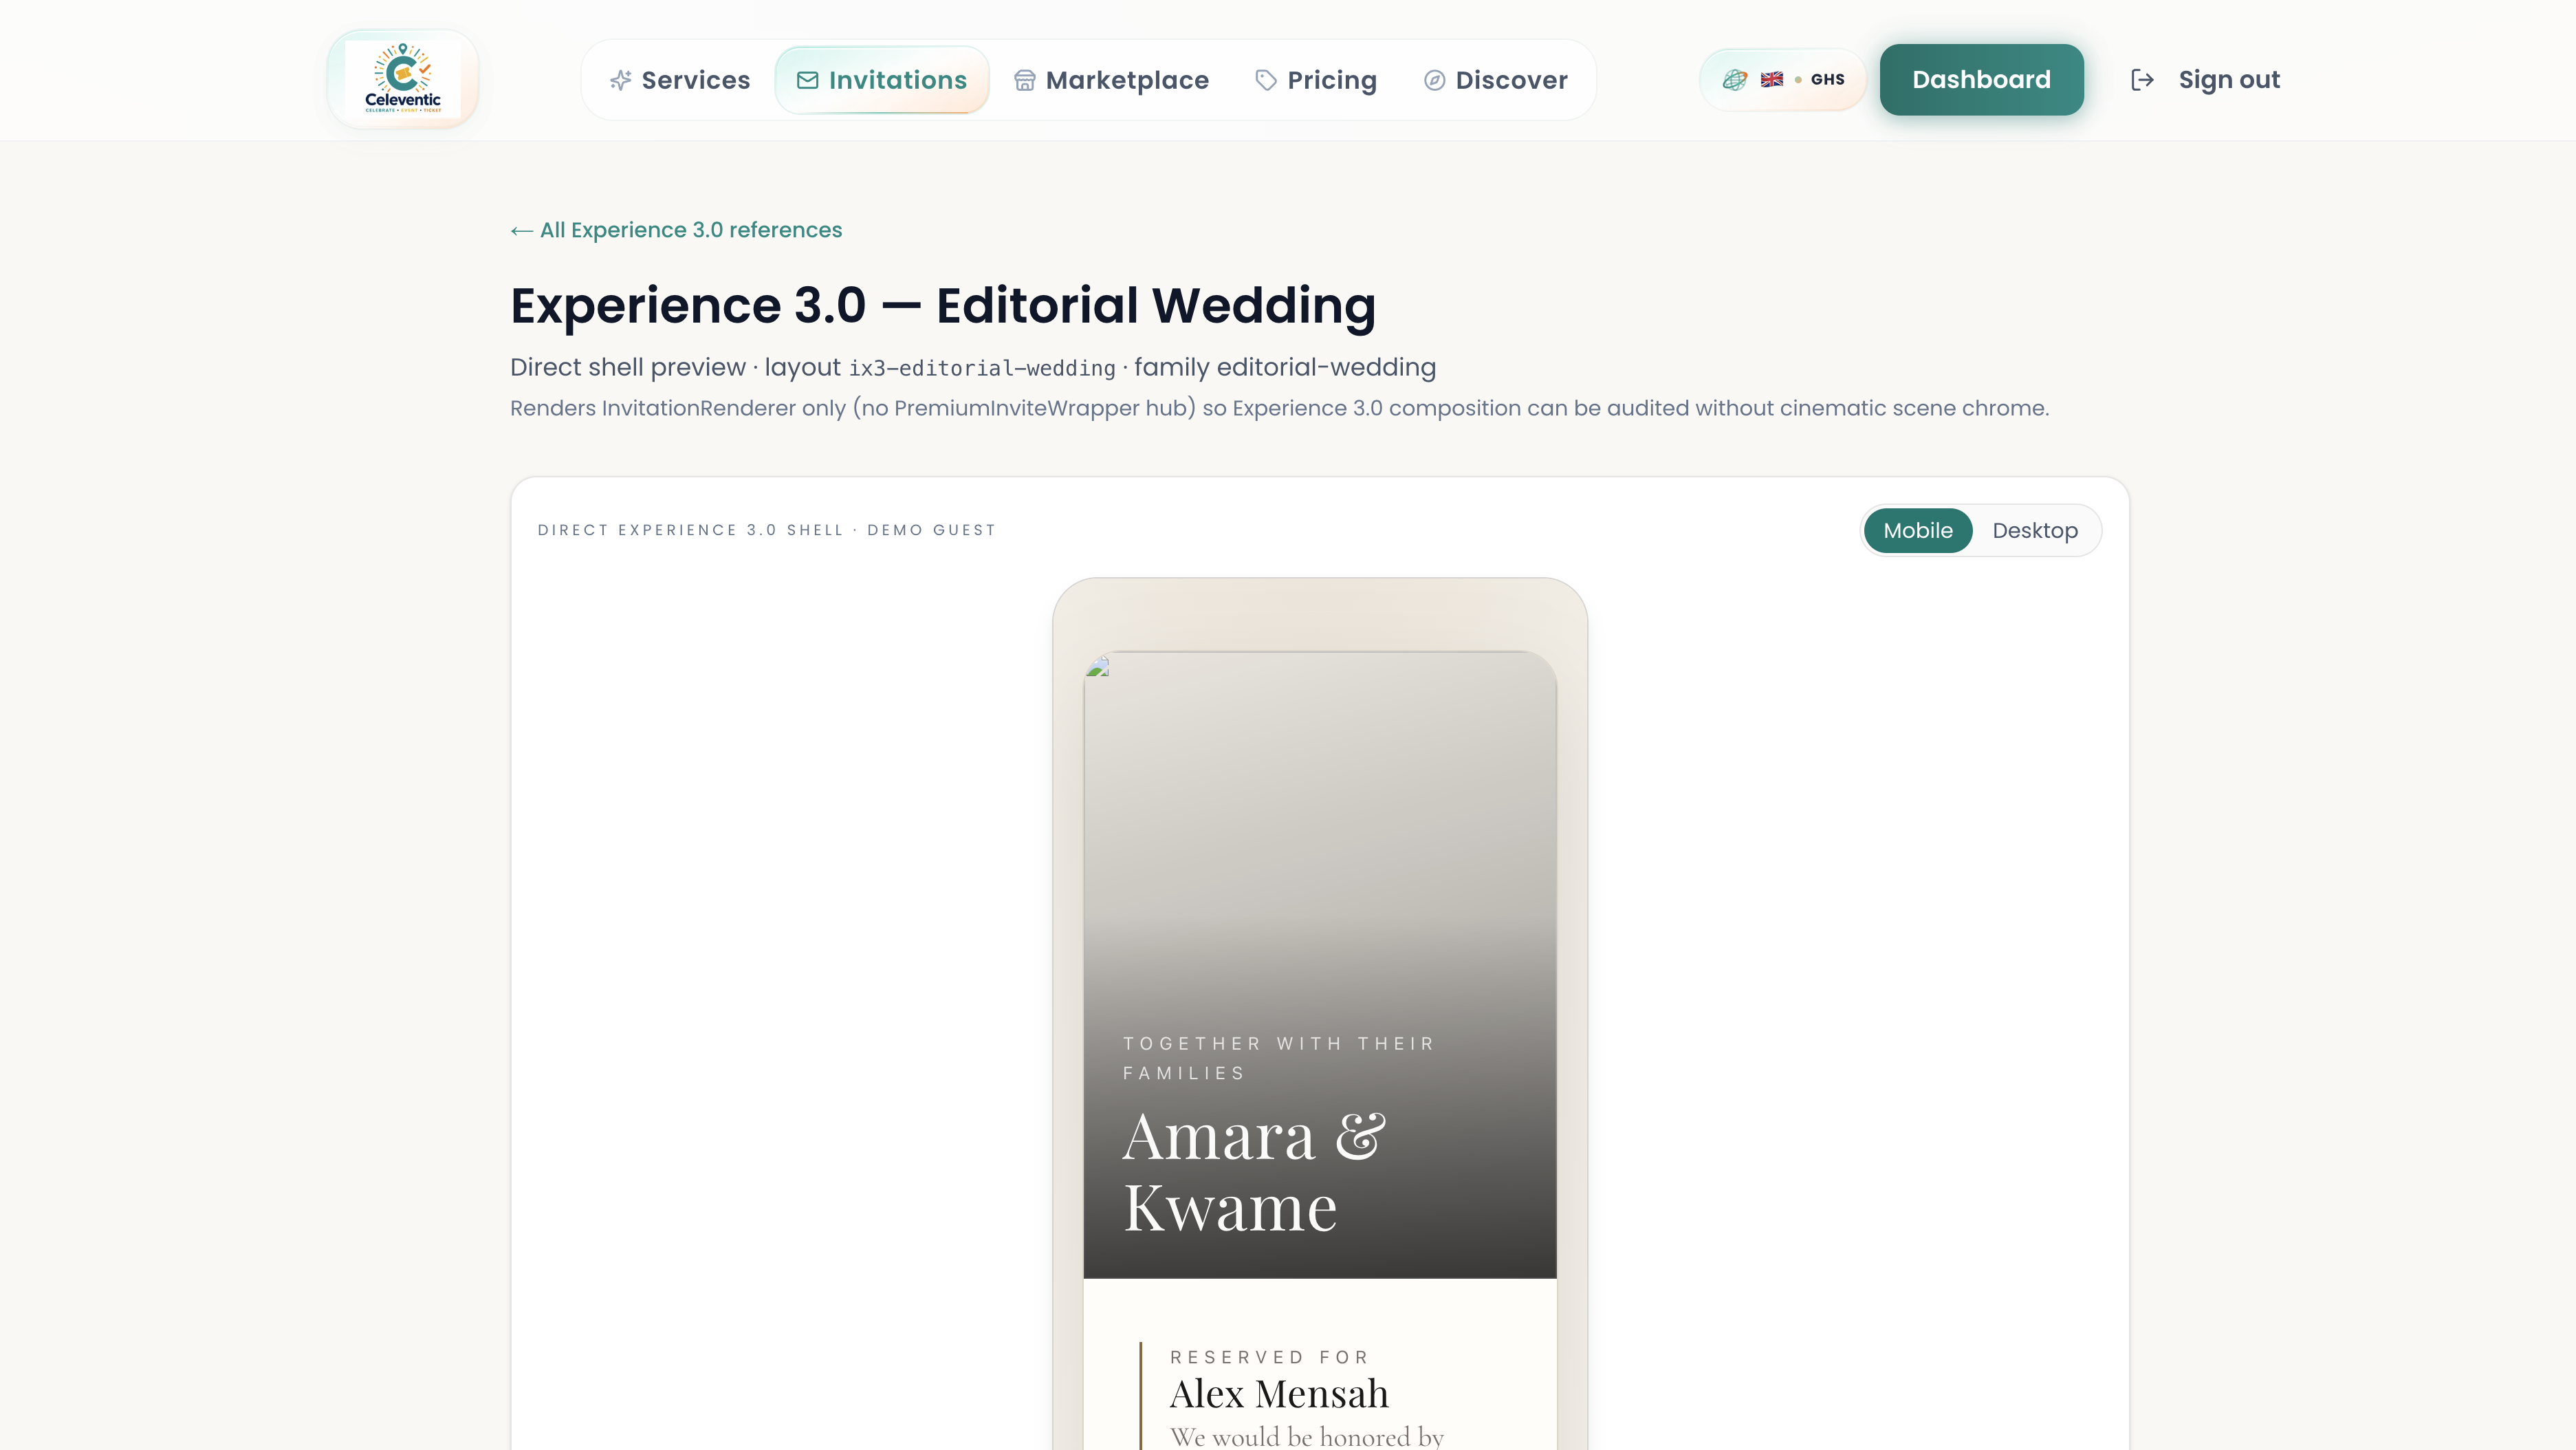 Celeventic
CELEBRATE • EVENT • TICKET
Services
Invitations
Marketplace
Pricing
Discover
GHS
Dashboard
Sign out
← All Experience 3.0 references
Experience 3.0 — Editorial Wedding
Direct shell preview · layout ix3-editorial-wedding · family editorial-wedding
Renders InvitationRenderer only (no PremiumInviteWrapper hub) so Experience 3.0 composition can be audited without cinematic scene chrome.
DIRECT EXPERIENCE 3.0 SHELL · DEMO GUEST
Mobile
Desktop
TOGETHER WITH THEIR
FAMILIES
Amara &
Kwame
RESERVED FOR
Alex Mensah
We would be honored by